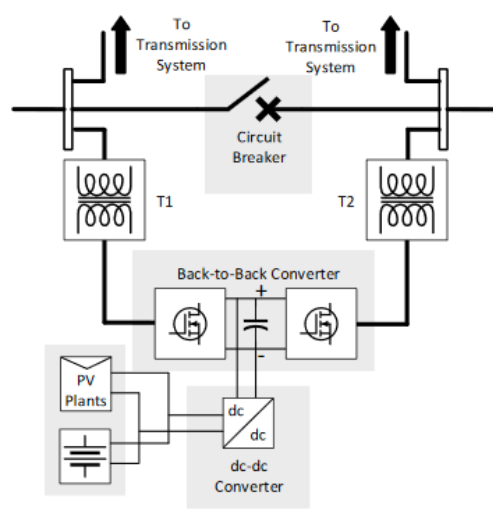 To
Transmission
System
To
Transmission
System
Circuit
Breaker
T1
T2
Back-to-Back Converter
+
-
PV
Plants
dc
dc
dc-dc
Converter